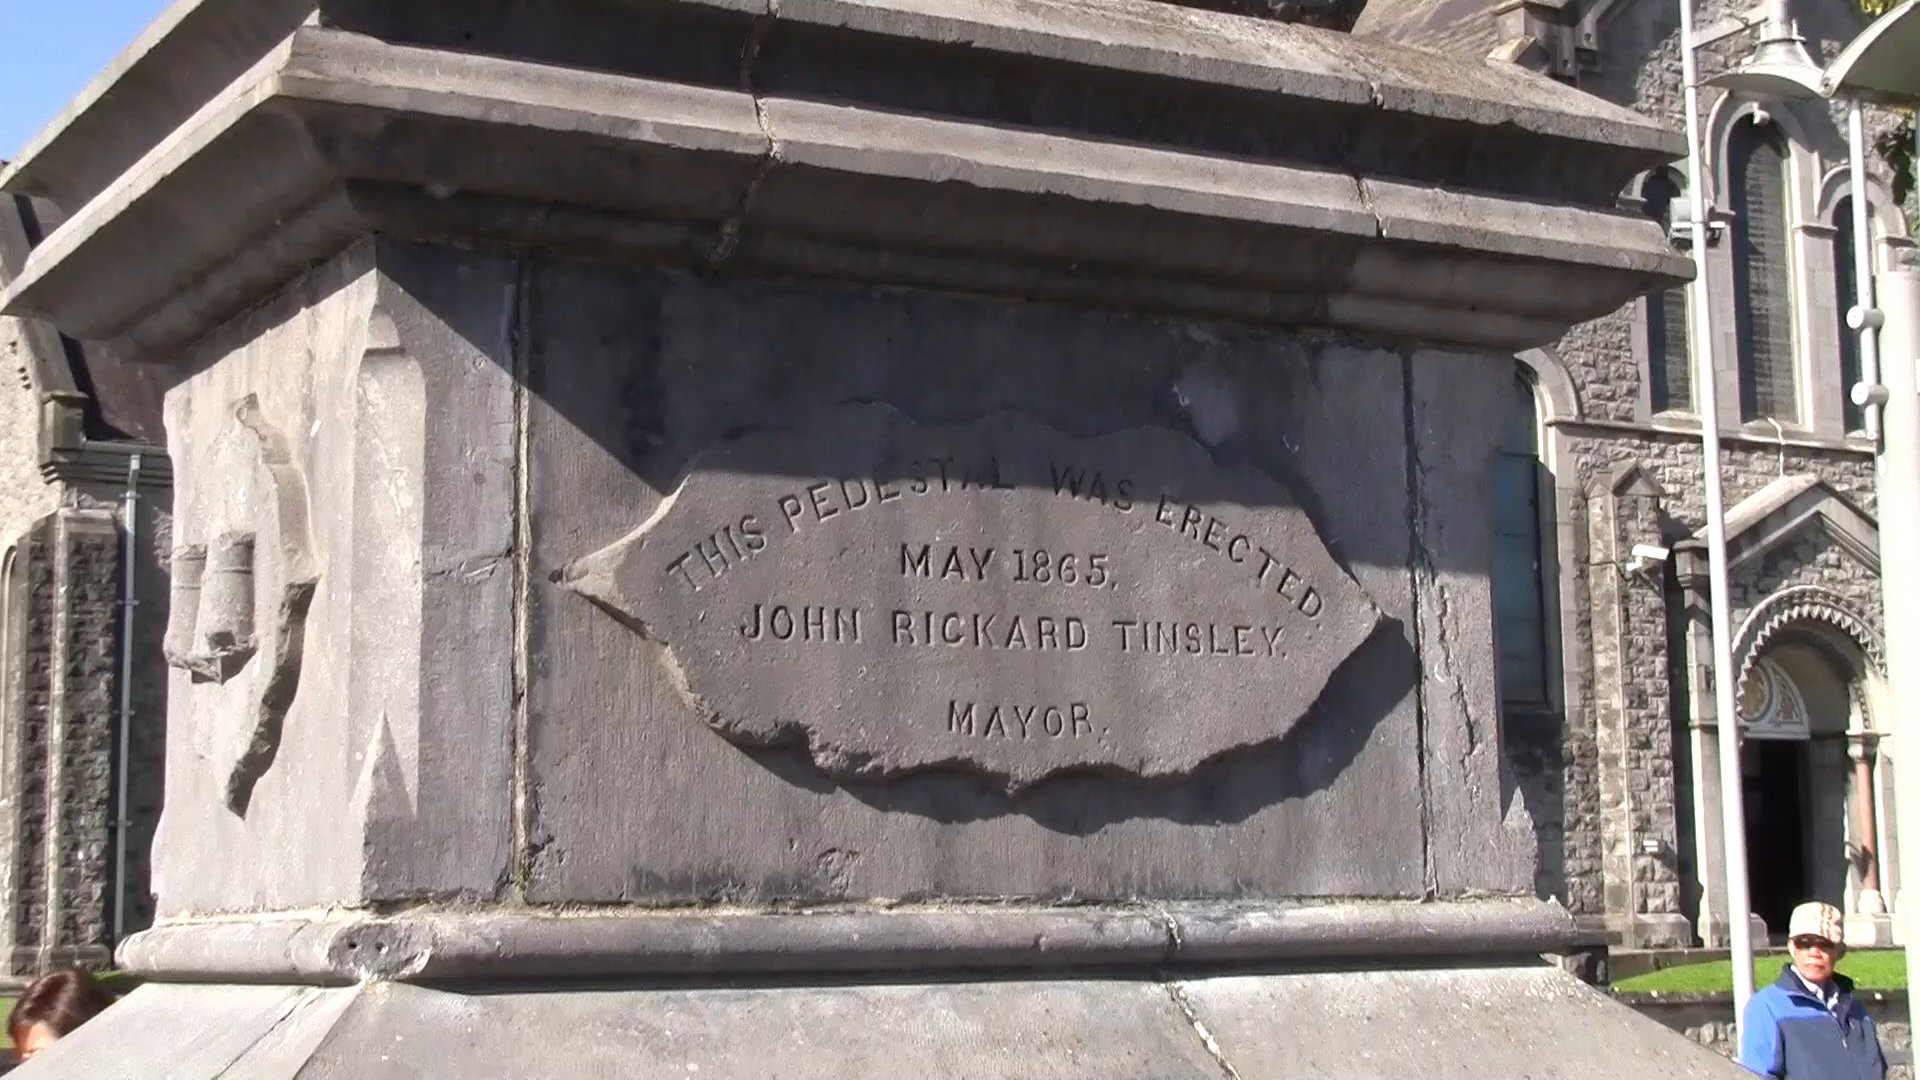 THIS PEDESTAL WAS ERECTED.
MAY 1865,
JOHN RICKARD TINSLEY.
MAYOR.